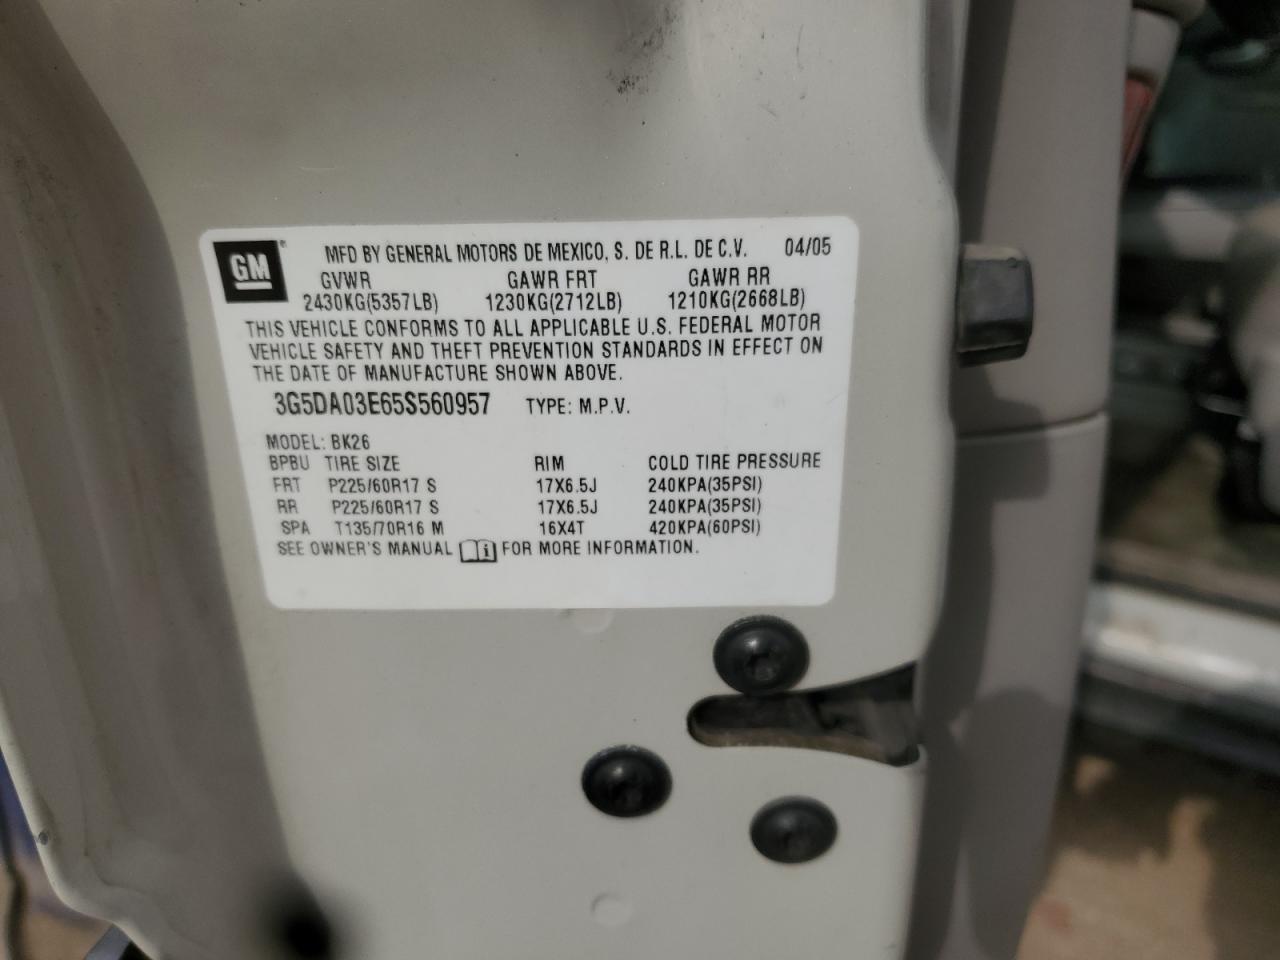 GM ® MFD BY GENERAL MOTORS DE MEXICO, S. DE R.L. DE C.V. 04/05
GVWR GAWR FRT GAWR RR
2430KG(5357LB) 1230KG(2712LB) 1210KG(2668LB)
THIS VEHICLE CONFORMS TO ALL APPLICABLE U.S. FEDERAL MOTOR
VEHICLE SAFETY AND THEFT PREVENTION STANDARDS IN EFFECT ON
THE DATE OF MANUFACTURE SHOWN ABOVE.
3G5DA03E65S560957 TYPE: M.P.V.
MODEL: BK26
BPBU TIRE SIZE RIM COLD TIRE PRESSURE
FRT P225/60R17 S 17X6.5J 240KPA(35PSI)
RR P225/60R17 S 17X6.5J 240KPA(35PSI)
SPA T135/70R16 M 16X4T 420KPA(60PSI)
SEE OWNER'S MANUAL i FOR MORE INFORMATION.